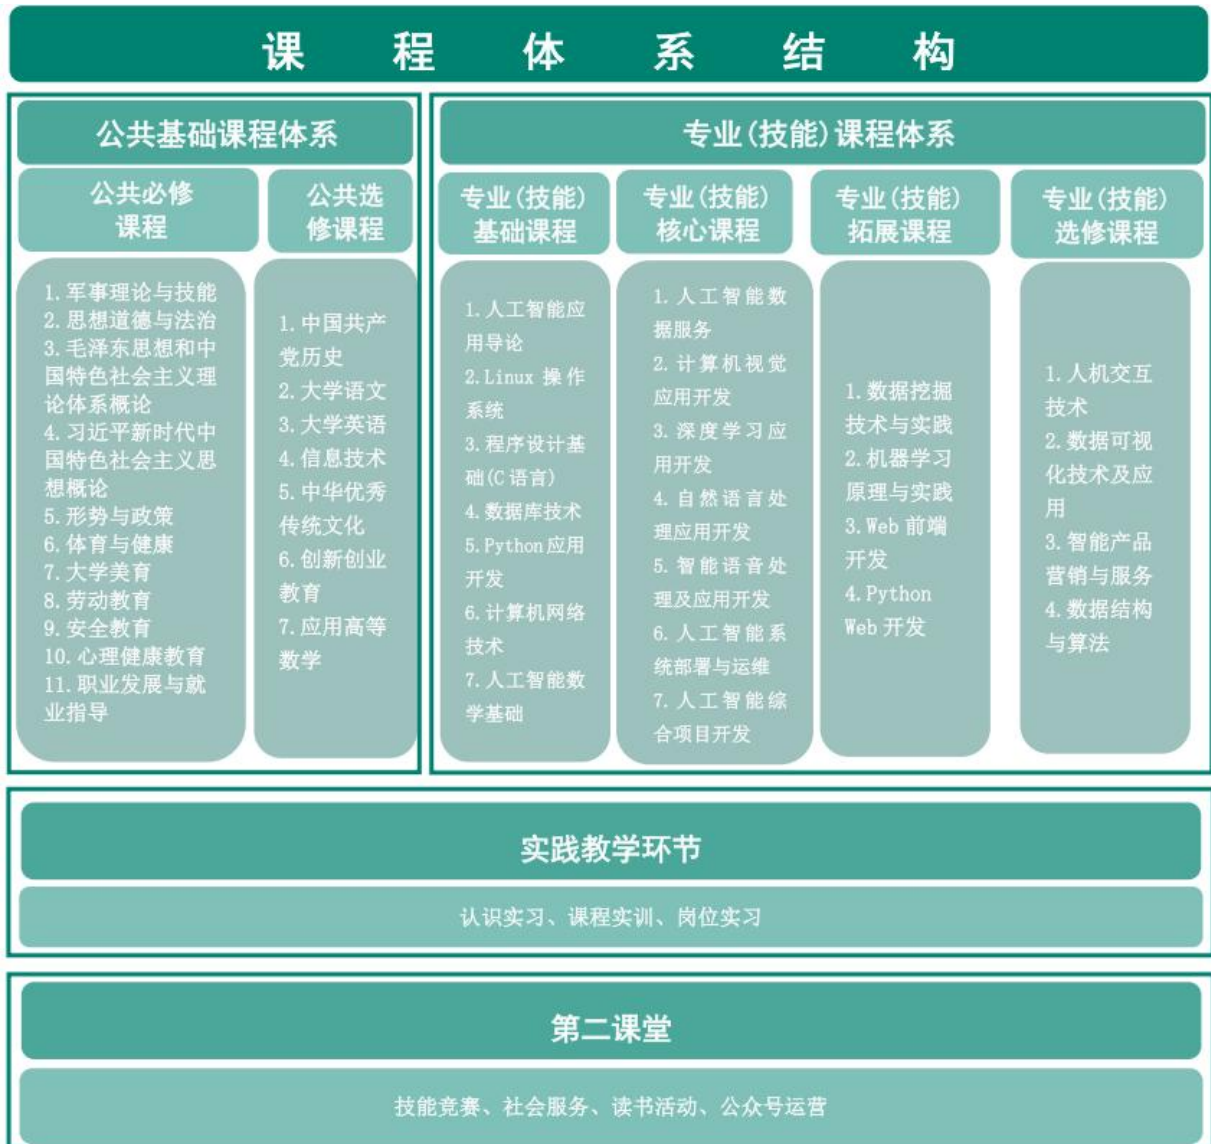 课程体系结构
公共基础课程体系
公共必修
课程
1.军事理论与技能
2.思想道德与法治
3.毛泽东思想和中
国特色社会主义理
论体系概论
4.习近平新时代中
国特色社会主义思
想概论
5.形势与政策
6.体育与健康
7.大学美育
8.劳动教育
9.安全教育
10.心理健康教育
11.职业发展与就
业指导
公共选
修课程
1.中国共产
党历史
2.大学语文
3.大学英语
4.信息技术
5.中华优秀
传统文化
6.创新创业
教育
7.应用高等
数学
专业(技能)课程体系
专业(技能)
基础课程
1.人工智能应
用导论
2.Linux 操作
系统
3.程序设计基
础(C语言)
4.数据库技术
5.Python应用
开发
6.计算机网络
技术
7.人工智能数
学基础
专业(技能)
核心课程
1.人工智能数
据服务
2.计算机视觉
应用开发
3.深度学习应
用开发
4.自然语言处
理应用开发
5.智能语音处
理及应用开发
6.人工智能系
统部署与运维
7.人工智能综
合项目开发
专业(技能)
拓展课程
1.数据挖掘
技术与实践
2.机器学习
原理与实践
3.Web 前端
开发
4.Python
Web 开发
专业(技能)
选修课程
1.人机交互
技术
2.数据可视
化技术及应
用
3.智能产品
营销与服务
4.数据结构
与算法
实践教学环节
认识实习、课程实训、岗位实习
第二课堂
技能竞赛、社会服务、读书活动、公众号运营